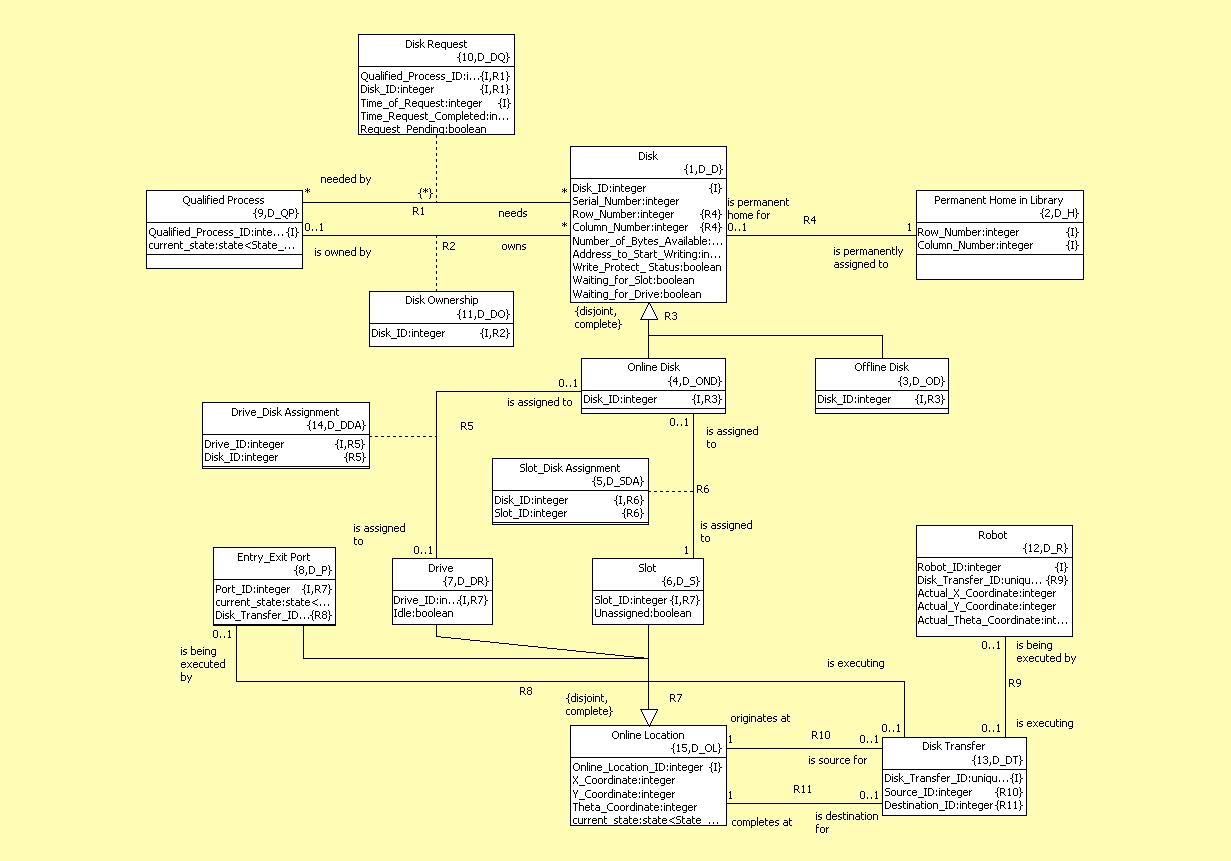 Disk Request
{10,D_DQ}
Qualified_Process_ID:i...{I,R1}
Disk_ID:integer {I,R1}
Time_of_Request:integer {I}
Time_Request_Completed:in...
Request_Pending:boolean
needed by
{*}
*
*
R1
needs
Qualified Process
{9,D_QP}
Qualified_Process_ID:inte...{I}
current_state:state<State_...
0..1
*
is owned by
R2
owns
Disk
{1,D_D}
Disk_ID:integer {I}
Serial_Number:integer
Row_Number:integer {R4}
Column_Number:integer {R4}
Number_of_Bytes_Available:...
Address_to_Start_Writing:in...
Write_Protect_ Status:boolean
Waiting_for_Slot:boolean
Waiting_for_Drive:boolean
is permanent
home for
0..1
R4
1
is permanently
assigned to
Permanent Home in Library
{2,D_H}
Row_Number:integer {I}
Column_Number:integer {I}
Disk Ownership
{11,D_DO}
Disk_ID:integer {I,R2}
{disjoint,
complete}
R3
Online Disk
{4,D_OND}
Disk_ID:integer {I,R3}
Offline Disk
{3,D_OD}
Disk_ID:integer {I,R3}
0..1
is assigned to
R5
Drive_Disk Assignment
{14,D_DDA}
Drive_ID:integer {I,R5}
Disk_ID:integer {R5}
0..1
is assigned
to
Slot_Disk Assignment
{5,D_SDA}
Disk_ID:integer {I,R6}
Slot_ID:integer {R6}
R6
is assigned
to
1
is assigned
to
0..1
Entry_Exit Port
{8,D_P}
Port_ID:integer {I,R7}
current_state:state<...
Disk_Transfer_ID...{R8}
Drive
{7,D_DR}
Drive_ID:in...{I,R7}
Idle:boolean
Slot
{6,D_S}
Slot_ID:integer {I,R7}
Unassigned:boolean
Robot
{12,D_R}
Robot_ID:integer {I}
Disk_Transfer_ID:uniqu... {R9}
Actual_X_Coordinate:integer
Actual_Y_Coordinate:integer
Actual_Theta_Coordinate:int...
0..1
is being
executed
by
R8
is executing
0..1
0..1
is being
executed by
R9
is executing
0..1
{disjoint,
complete}
R7
Online Location
{15,D_OL}
Online_Location_ID:integer {I}
X_Coordinate:integer
Y_Coordinate:integer
Theta_Coordinate:integer
current_state:state<State_...
originates at
1
R10
0..1
is source for
1
R11
0..1
completes at
is destination
for
Disk Transfer
{13,D_DT}
Disk_Transfer_ID:uniqu...{I}
Source_ID:integer {R10}
Destination_ID:integer{R11}